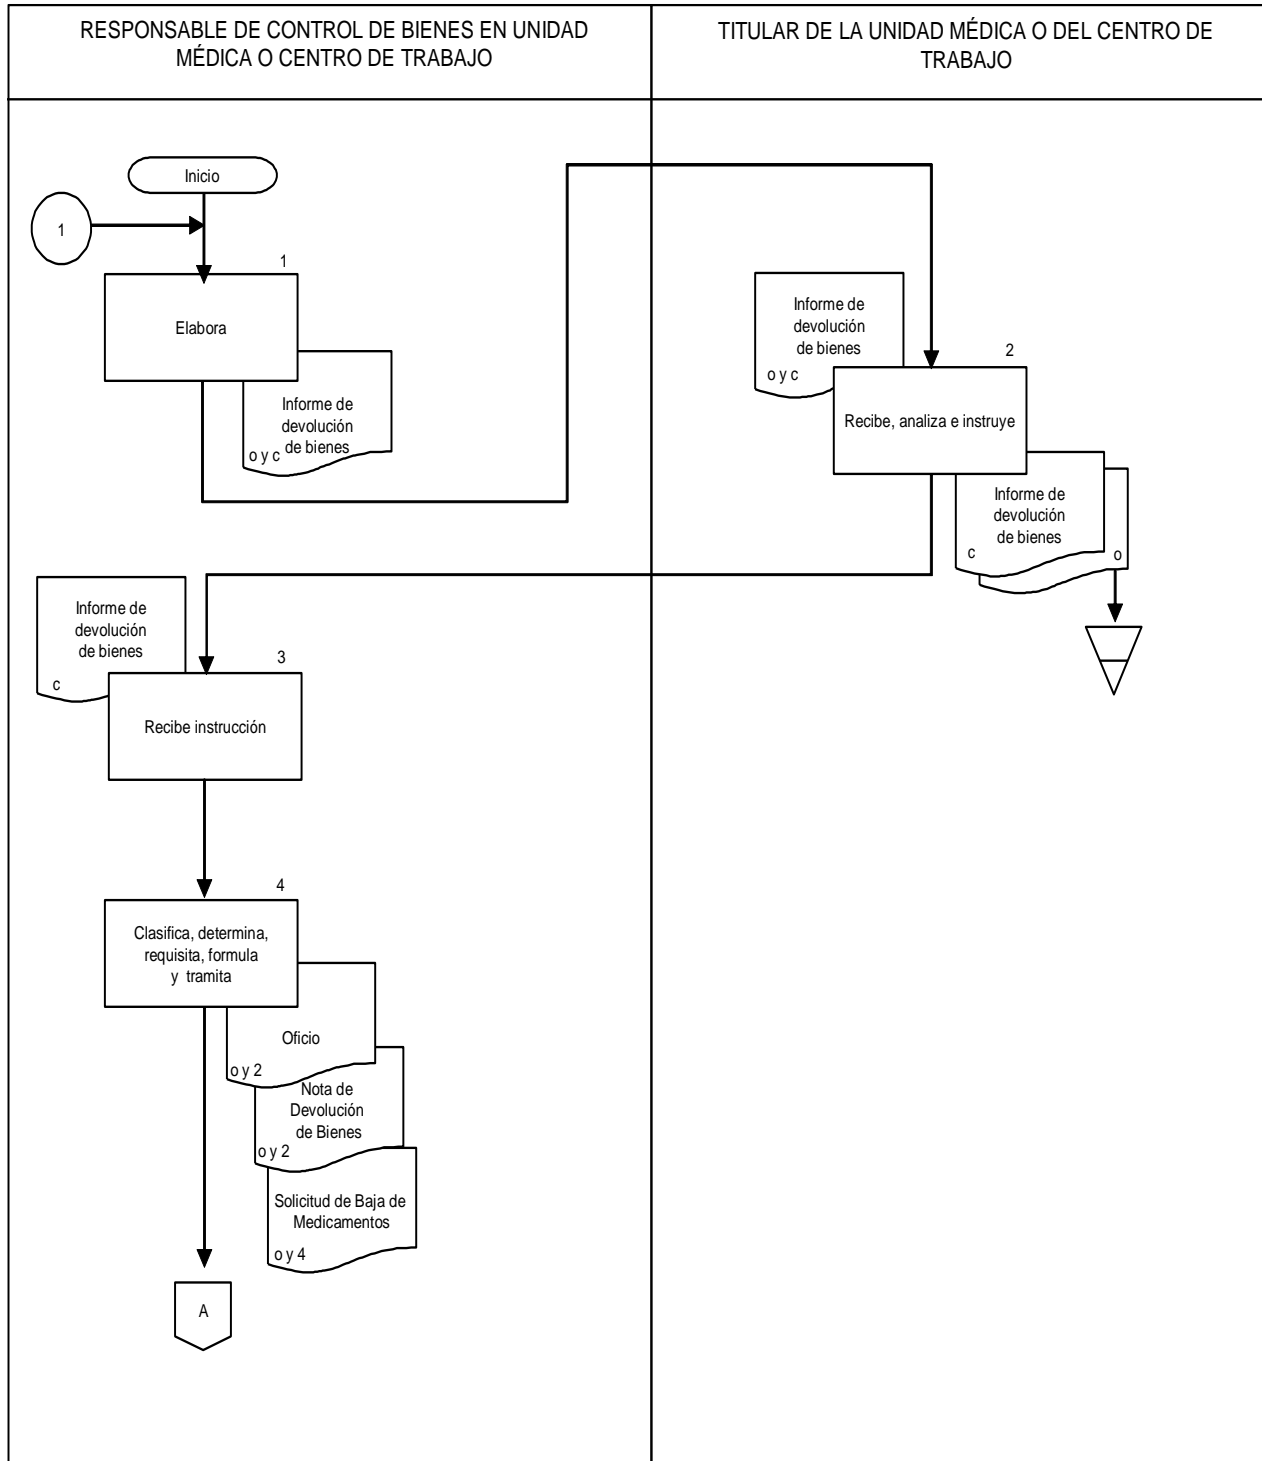 RESPONSABLE DE CONTROL DE BIENES EN UNIDAD
MÉDICA O CENTRO DE TRABAJO
TITULAR DE LA UNIDAD MÉDICA O DEL CENTRO DE
TRABAJO
Inicio
1
1
Elabora
Informe de
devolución
de bienes
o y c
Informe de
devolución
de bienes
o y c
2
Recibe, analiza e instruye
Informe de
devolución
de bienes
c
o
Informe de
devolución
de bienes
c
3
Recibe instrucción
4
Clasifica, determina,
requisita, formula
y tramita
Oficio
o y 2
Nota de
Devolución
de Bienes
o y 2
Solicitud de Baja de
Medicamentos
o y 4
A